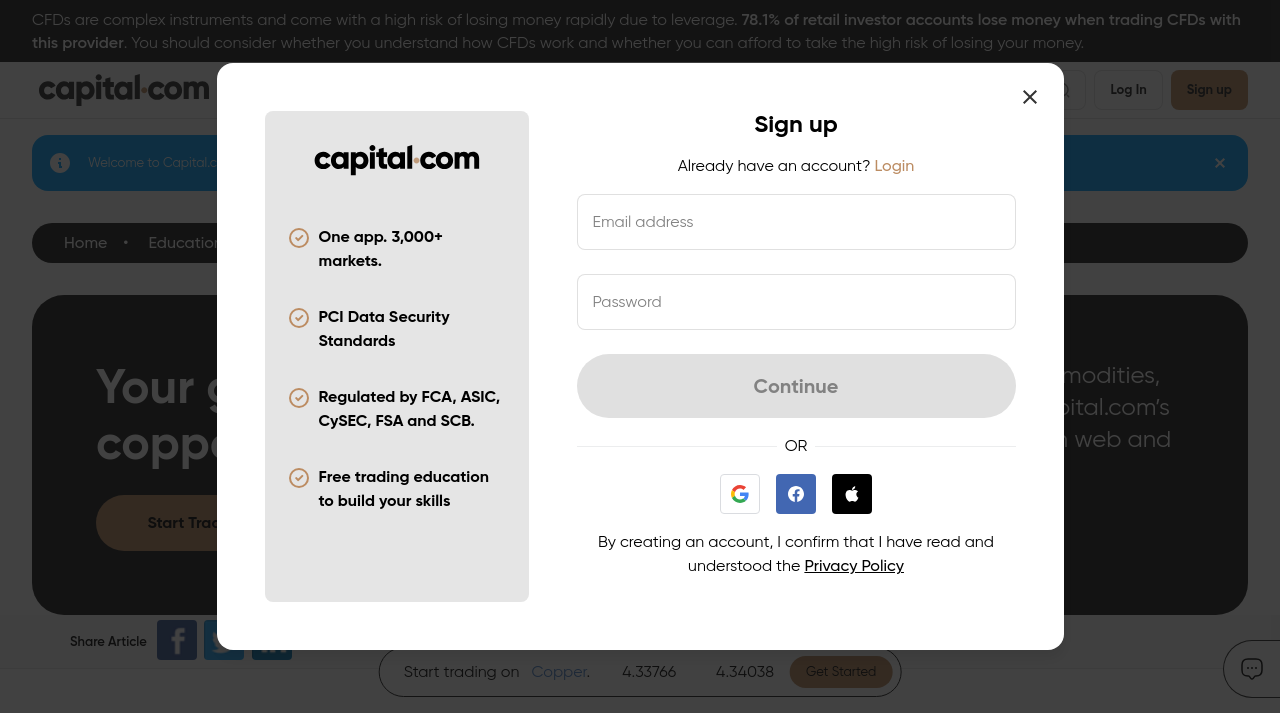 CFDs are complex instruments and come with a high risk of losing money rapidly due to leverage. 78.1% of retail investor accounts lose money when trading CFDs with
this provider. You should consider whether you understand how CFDs work and whether you can afford to take the high risk of losing your money.
capital•com
Log In
Sign up
Welcome to Capital.c
Home • Education
Your g
coppe
modities,
pital.com's
n web and
Start Trad
Share Article
Start trading on Copper. 4.33766 4.34038 Get Started
capital•com
One app. 3,000+
markets.
PCI Data Security
Standards
Regulated by FCA, ASIC,
CySEC, FSA and SCB.
Free trading education
to build your skills
Sign up
Already have an account? Login
Email address
Password
Continue
OR
By creating an account, I confirm that I have read and
understood the Privacy Policy